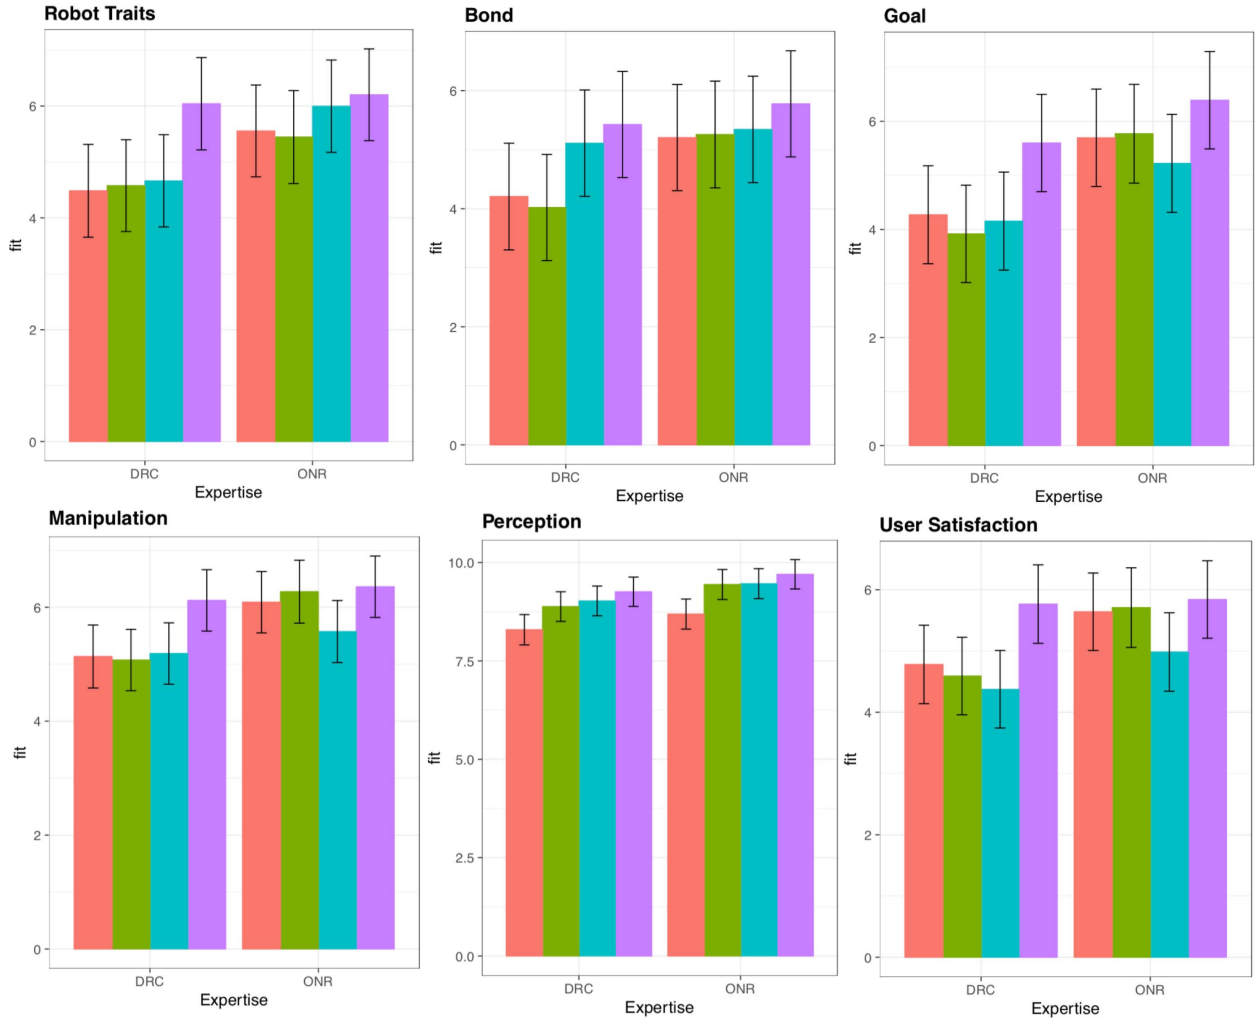 Robot Traits
fit
6
4
2
0
DRC ONR
Expertise
Bond
fit
6
4
2
0
DRC ONR
Expertise
Goal
fit
6
4
2
0
DRC ONR
Expertise
Manipulation
fit
6
4
2
0
DRC ONR
Expertise
Perception
fit
10.0
7.5
5.0
2.5
0.0
DRC ONR
Expertise
User Satisfaction
fit
6
4
2
0
DRC ONR
Expertise